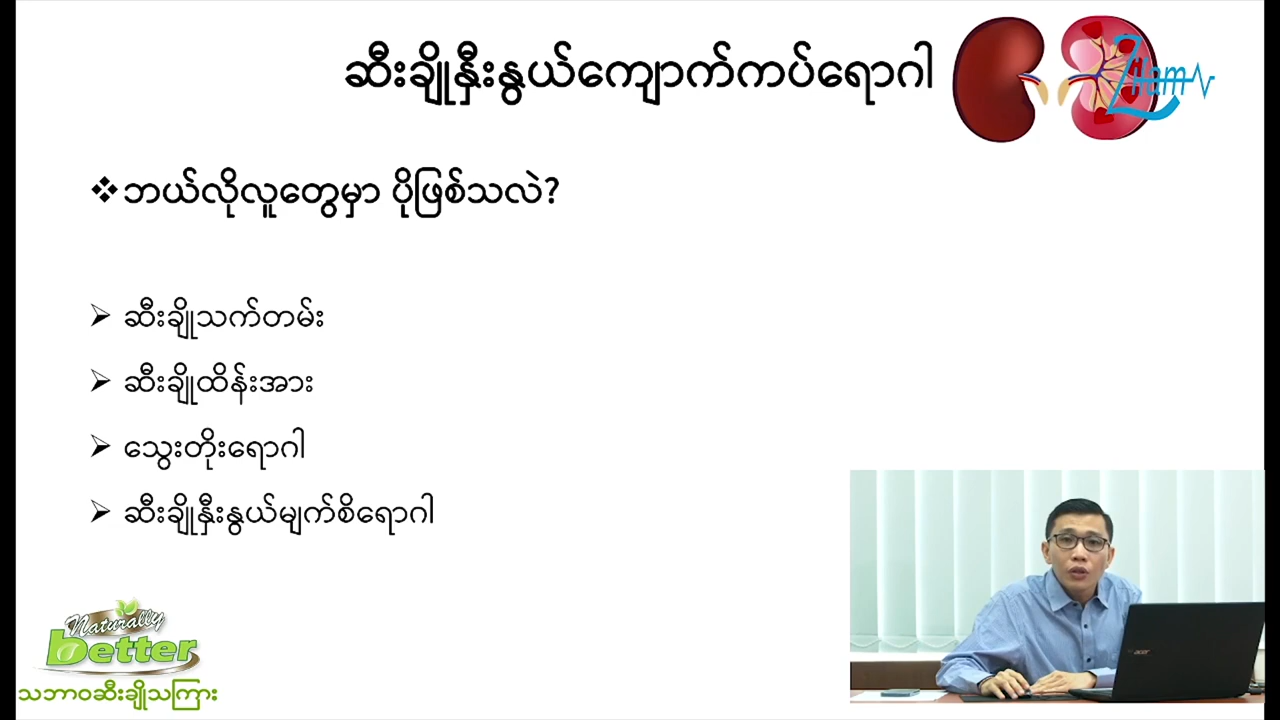 ဆီးချိုနှီးနွယ်ကျောက်ကပ်ရောဂါ
ဘယ်လိုလူတွေမှာ ပိုဖြစ်သလဲ?
ဆီးချိုသက်တမ်း
ဆီးချိုထိန်းအား
သွေးတိုးရောဂါ
ဆီးချိုနှီးနွယ်မျက်စိရောဂါ
Naturally
better
သဘာဝဆီးချိုသကြား
acer